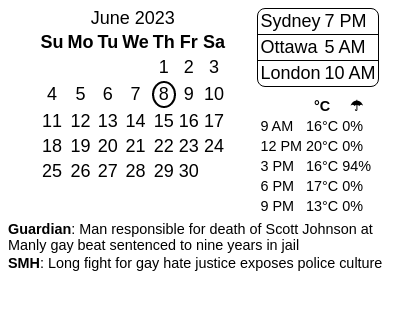 June 2023
Su Mo Tu We Th Fr Sa
1 2 3
4 5 6 7 8 9 10
11 12 13 14 15 16 17
18 19 20 21 22 23 24
25 26 27 28 29 30
Sydney 7 PM
Ottawa 5 AM
London 10 AM
°C ☂
9 AM 16°C 0%
12 PM 20°C 0%
3 PM 16°C 94%
6 PM 17°C 0%
9 PM 13°C 0%
Guardian: Man responsible for death of Scott Johnson at
Manly gay beat sentenced to nine years in jail
SMH: Long fight for gay hate justice exposes police culture